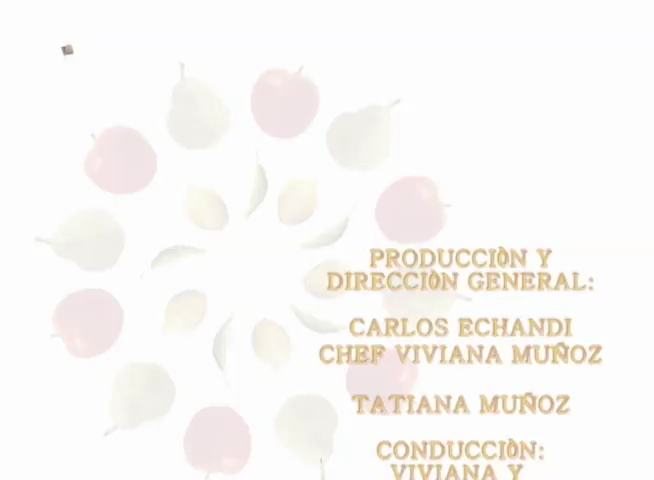 PRODUCCIÒN Y
DIRECCIÒN GENERAL:
CARLOS ECHANDI
CHEF VIVIANA MUÑOZ
TATIANA MUÑOZ
CONDUCCIÒN:
VIVIANA Y